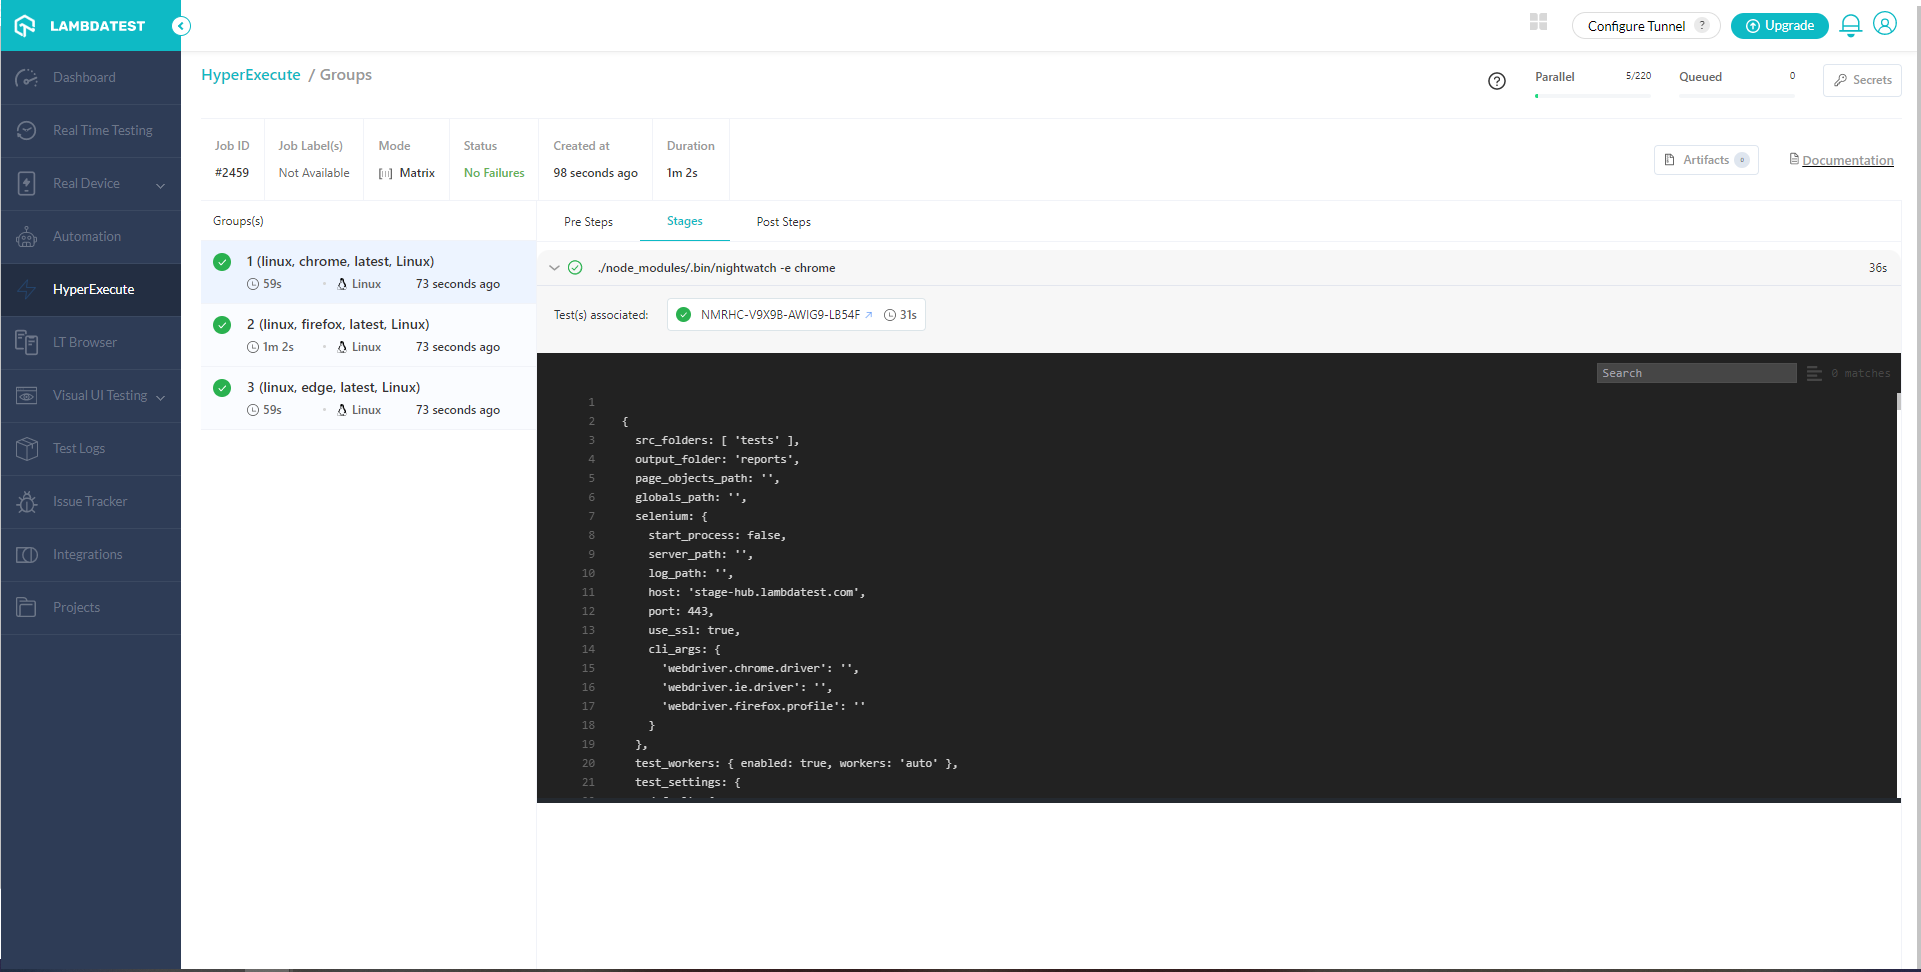 LAMBDATEST
Configure Tunnel ?
Upgrade
Dashboard
Real Time Testing
Real Device
Automation
HyperExecute
LT Browser
Visual UI Testing
Test Logs
Issue Tracker
Integrations
Projects
HyperExecute / Groups
?
Parallel 5/220
Queued 0
Secrets
Job ID
#2459
Job Label(s)
Not Available
Mode
Matrix
Status
No Failures
Created at
98 seconds ago
Duration
1m 2s
Artifacts 0
Documentation
Groups(s)
1 (linux, chrome, latest, Linux)
59s Linux 73 seconds ago
2 (linux, firefox, latest, Linux)
1m 2s Linux 73 seconds ago
3 (linux, edge, latest, Linux)
59s Linux 73 seconds ago
Pre Steps Stages Post Steps
./node_modules/.bin/nightwatch -e chrome 36s
Test(s) associated: NMRHC-V9X9B-AWIG9-LB54F 31s
Search 0 matches
1
2 {
3 src_folders: [ 'tests' ],
4 output_folder: 'reports',
5 page_objects_path: '',
6 globals_path: '',
7 selenium: {
8 start_process: false,
9 server_path: '',
10 log_path: '',
11 host: 'stage-hub.lambdatest.com',
12 port: 443,
13 use_ssl: true,
14 cli_args: {
15 'webdriver.chrome.driver': '',
16 'webdriver.ie.driver': '',
17 'webdriver.firefox.profile': ''
18 }
19 },
20 test_workers: { enabled: true, workers: 'auto' },
21 test_settings: {